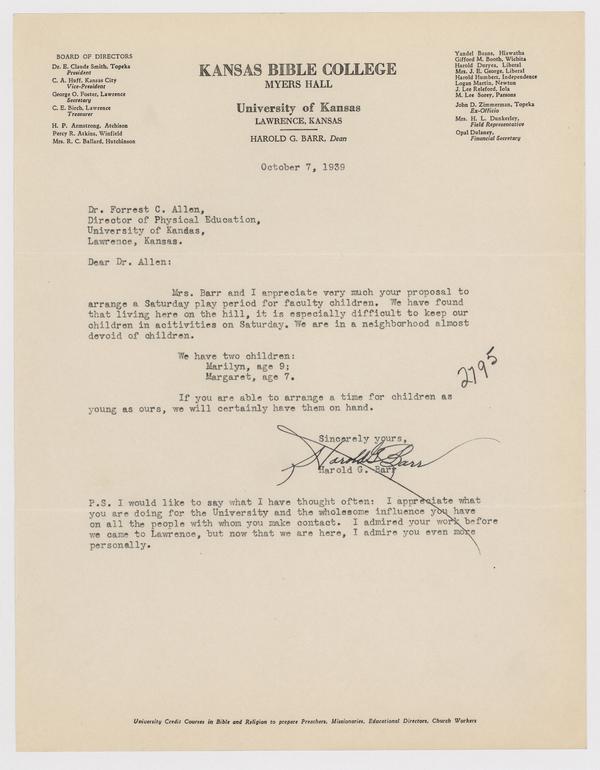 BOARD OF DIRECTORS
Dr. E. Claude Smith, Topeka
President
C. A. Huff, Kansas City
Vice-President
George O. Foster, Lawrence
Secretary
C. E. Birch, Lawrence
Treasurer
H. P. Armstrong, Atchison
Percy R. Atkins, Winfield
Mrs. R. C. Ballard, Hutchinson
KANSAS BIBLE COLLEGE
MYERS HALL
University of Kansas
LAWRENCE, KANSAS
HAROLD G. BARR, Dean
Yandel Beans, Hiawatha
Gifford M. Booth, Wichita
Harold Duryea, Liberal
Mrs. J. E. George, Liberal
Harold Humbert, Independence
Logan Martin, Newton
J. Lee Releford, Iola
M. Lee Sorey, Parsons
John D. Zimmerman, Topeka
Ex-Officio
Mrs. H. L. Dunkerley,
Field Representative
Opal Dulaney,
Financial Secretary
October 7, 1939
Dr. Forrest C. Allen,
Director of Physical Education,
University of Kandas,
Lawrence, Kansas.
Dear Dr. Allen:
Mrs. Barr and I appreciate very much your proposal to
arrange a Saturday play period for faculty children. We have found
that living here on the hill, it is especially difficult to keep our
children in acitivities on Saturday. We are in a neighborhood almost
devoid of children.
We have two children:
Marilyn, age 9;
Margaret, age 7.
2795
If you are able to arrange a time for children as
young as ours, we will certainly have them on hand.
Sincerely yours,
Harold G Barr
Harold G. Barr
P.S. I would like to say what I have thought often: I appreciate what
you are doing for the University and the wholesome influence you have
on all the people with whom you make contact. I admired your work before
we came to Lawrence, but now that we are here, I admire you even more
personally.
University Credit Courses in Bible and Religion to prepare Preachers, Missionaries, Educational Directors, Church Workers